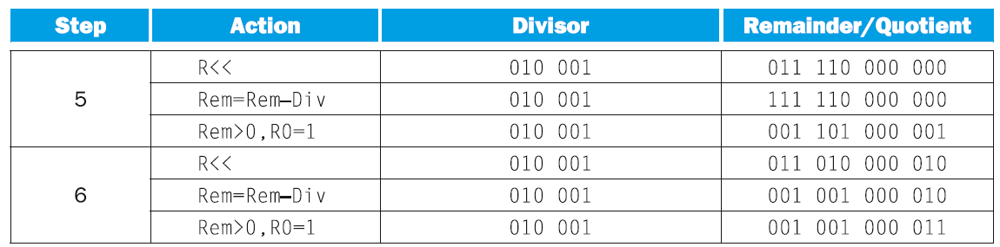 Step Action Divisor Remainder/Quotient
R<< 010 001 011 110 000 000
5 Rem=Rem–Div 010 001 111 110 000 000
Rem>0,R0=1 010 001 001 101 000 001
R<< 010 001 011 010 000 010
6 Rem=Rem–Div 010 001 001 001 000 010
Rem>0,R0=1 010 001 001 001 000 011